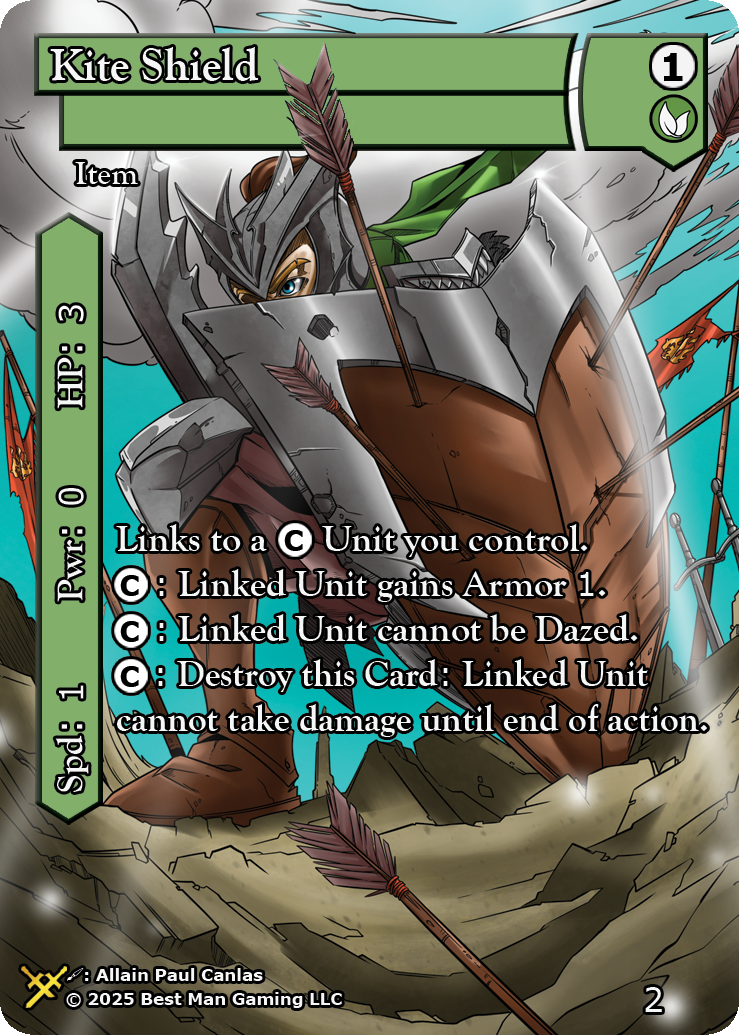 Kite Shield
1
Item
HP: 3
Pwr: 0
Spd: 1
Links to a Ⓒ Unit you control.
Ⓒ: Linked Unit gains Armor 1.
Ⓒ: Linked Unit cannot be Dazed.
Ⓒ: Destroy this Card: Linked Unit
cannot take damage until end of action.
: Allain Paul Canlas
© 2025 Best Man Gaming LLC
2